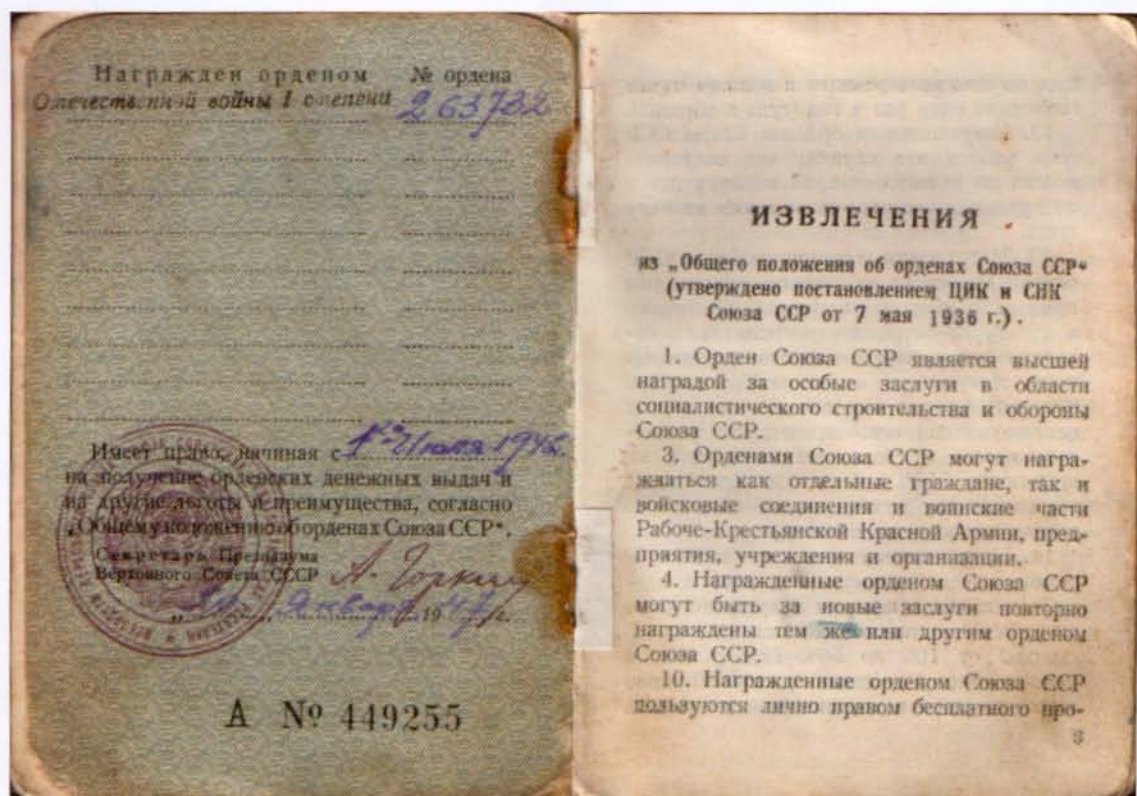 Награжден орденом № ордена
Отечественной войны I степени 263732
Имеет право, начиная с 1го Июля 1945
на получение орденских денежных выдач и
на другие льготы и преимущества, согласно
„Общему положению об орденах Союза ССР“.
Секретарь Президиума
Верховного Совета СССР А. Горкин
Января 1947 г.
А № 449255
ИЗВЛЕЧЕНИЯ
из „Общего положения об орденах Союза ССР“
(утверждено постановлением ЦИК и СНК
Союза ССР от 7 мая 1936 г.).
1. Орден Союза ССР является высшей
наградой за особые заслуги в области
социалистического строительства и обороны
Союза ССР.
3. Орденами Союза ССР могут награ-
ждаться как отдельные граждане, так и
войсковые соединения и воинские части
Рабоче-Крестьянской Красной Армии, пред-
приятия, учреждения и организации.
4. Награжденные орденом Союза ССР
могут быть за новые заслуги повторно
награждены тем же или другим орденом
Союза ССР.
10. Награжденные орденом Союза ССР
пользуются лично правом бесплатного про-
3